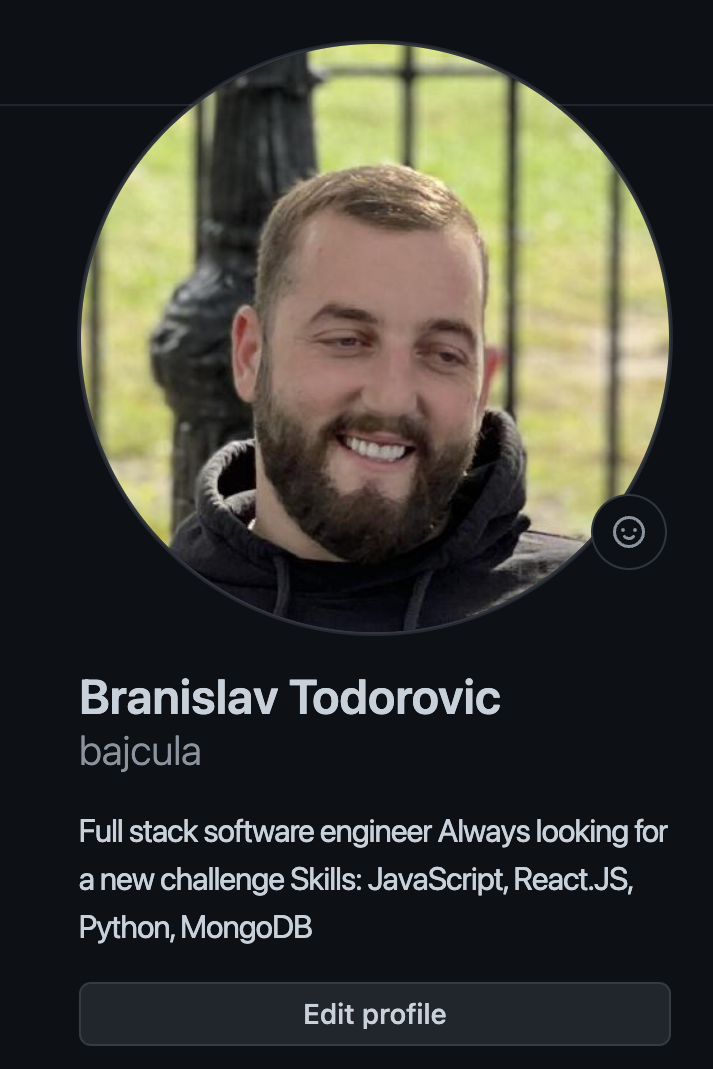 Branislav Todorovic
bajcula
Full stack software engineer Always looking for
a new challenge Skills: JavaScript, React.JS,
Python, MongoDB
Edit profile